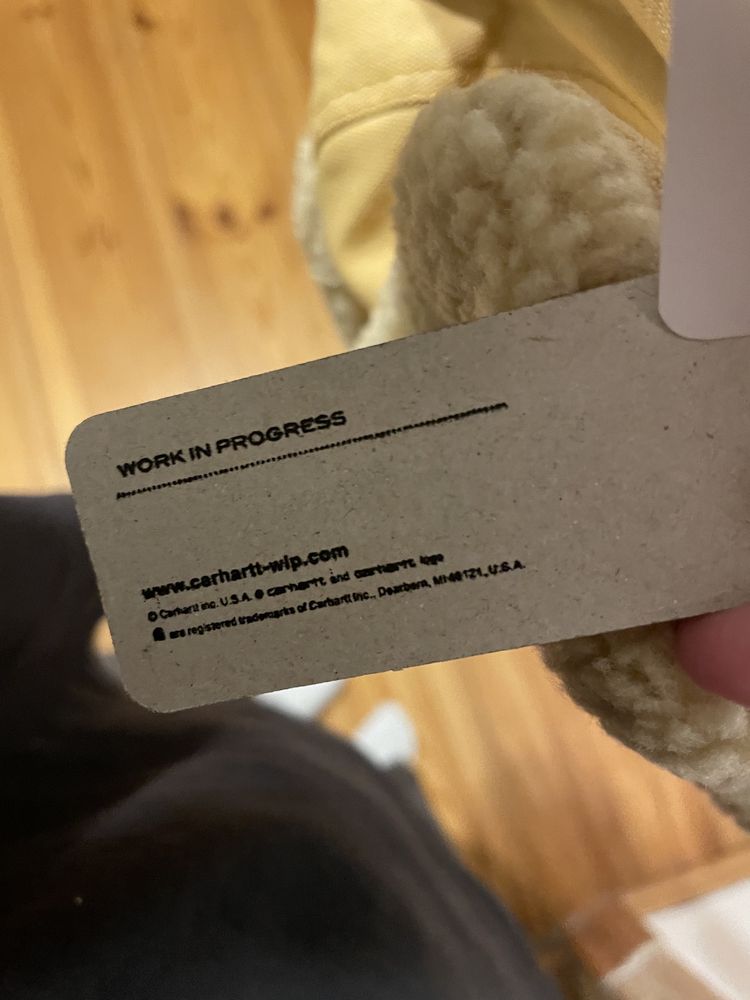 WORK IN PROGRESS
www.carhartt-wip.com
© Carhartt Inc. U.S.A. ® carhartt and carhartt logo
are registered trademarks of Carhartt Inc., Dearborn, MI 48121, U.S.A.